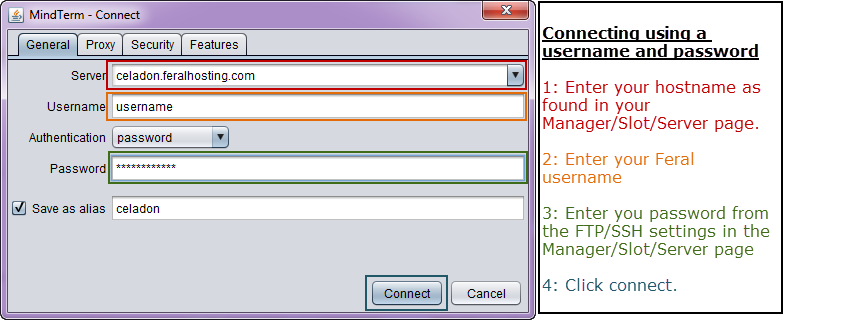 MindTerm - Connect
General Proxy Security Features
Server celadon.feralhosting.com
Username username
Authentication password
Password ************
Save as alias celadon
Connect Cancel
Connecting using a
username and password
1: Enter your hostname as
found in your
Manager/Slot/Server page.
2: Enter your Feral
username
3: Enter you password from
the FTP/SSH settings in the
Manager/Slot/Server page
4: Click connect.